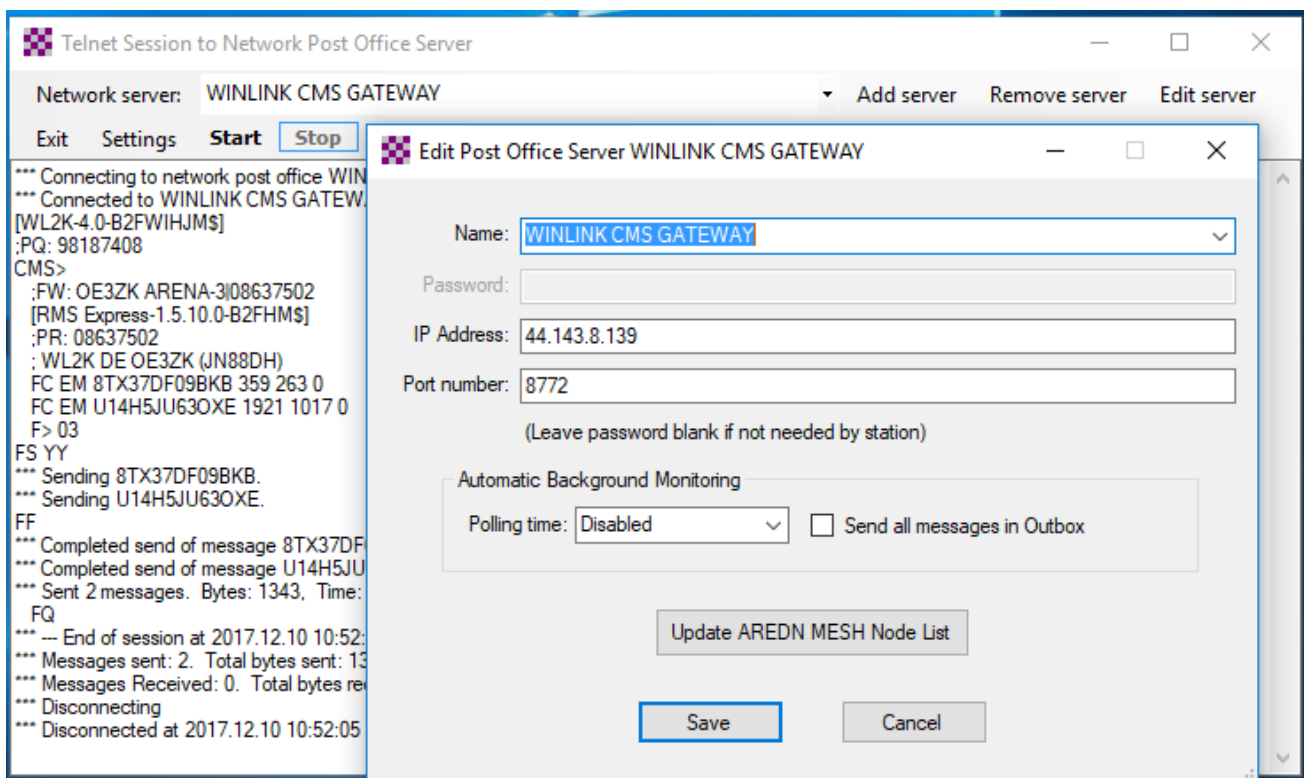 Telnet Session to Network Post Office Server
Network server: WINLINK CMS GATEWAY Add server Remove server Edit server
Exit Settings Start Stop
*** Connecting to network post office WIN
*** Connected to WINLINK CMS GATEW
[WL2K-4.0-B2FWIHJM$]
;PQ: 98187408
CMS>
;FW: OE3ZK ARENA-3|08637502
[RMS Express-1.5.10.0-B2FHM$]
;PR: 08637502
; WL2K DE OE3ZK (JN88DH)
FC EM 8TX37DF09BKB 359 263 0
FC EM U14H5JU63OXE 1921 1017 0
F> 03
FS YY
*** Sending 8TX37DF09BKB.
*** Sending U14H5JU63OXE.
FF
*** Completed send of message 8TX37DF
*** Completed send of message U14H5JU
*** Sent 2 messages. Bytes: 1343, Time:
FQ
*** --- End of session at 2017.12.10 10:52:
*** Messages sent: 2. Total bytes sent: 13
*** Messages Received: 0. Total bytes re
*** Disconnecting
*** Disconnected at 2017.12.10 10:52:05
Edit Post Office Server WINLINK CMS GATEWAY
Name: WINLINK CMS GATEWAY
Password:
IP Address: 44.143.8.139
Port number: 8772
(Leave password blank if not needed by station)
Automatic Background Monitoring
Polling time: Disabled Send all messages in Outbox
Update AREDN MESH Node List
Save Cancel